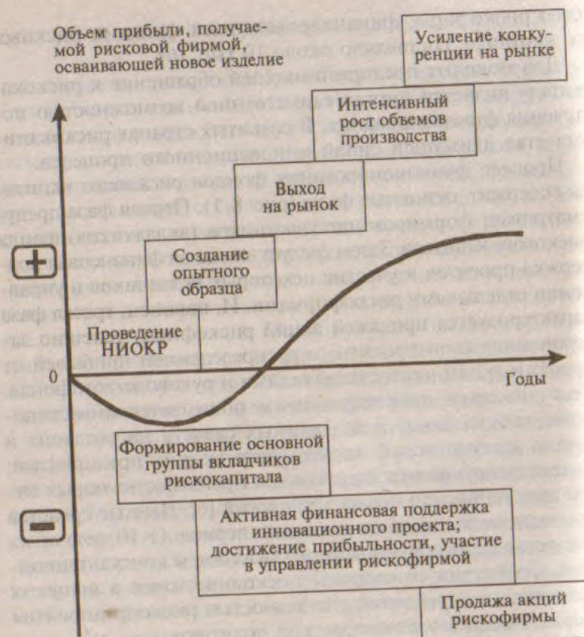 Объем прибыли, получае-
мой рисковой фирмой,
осваивающей новое изделие
Усиление конку-
ренции на рынке
Интенсивный
рост объемов
производства
Выход
на рынок
+
Создание
опытного
образца
Проведение
НИОКР
0
Годы
Формирование основной
группы вкладчиков
рискокапитала
−
Активная финансовая поддержка
инновационного проекта;
достижение прибыльности, участие
в управлении рискофирмой
Продажа акций
рискофирмы